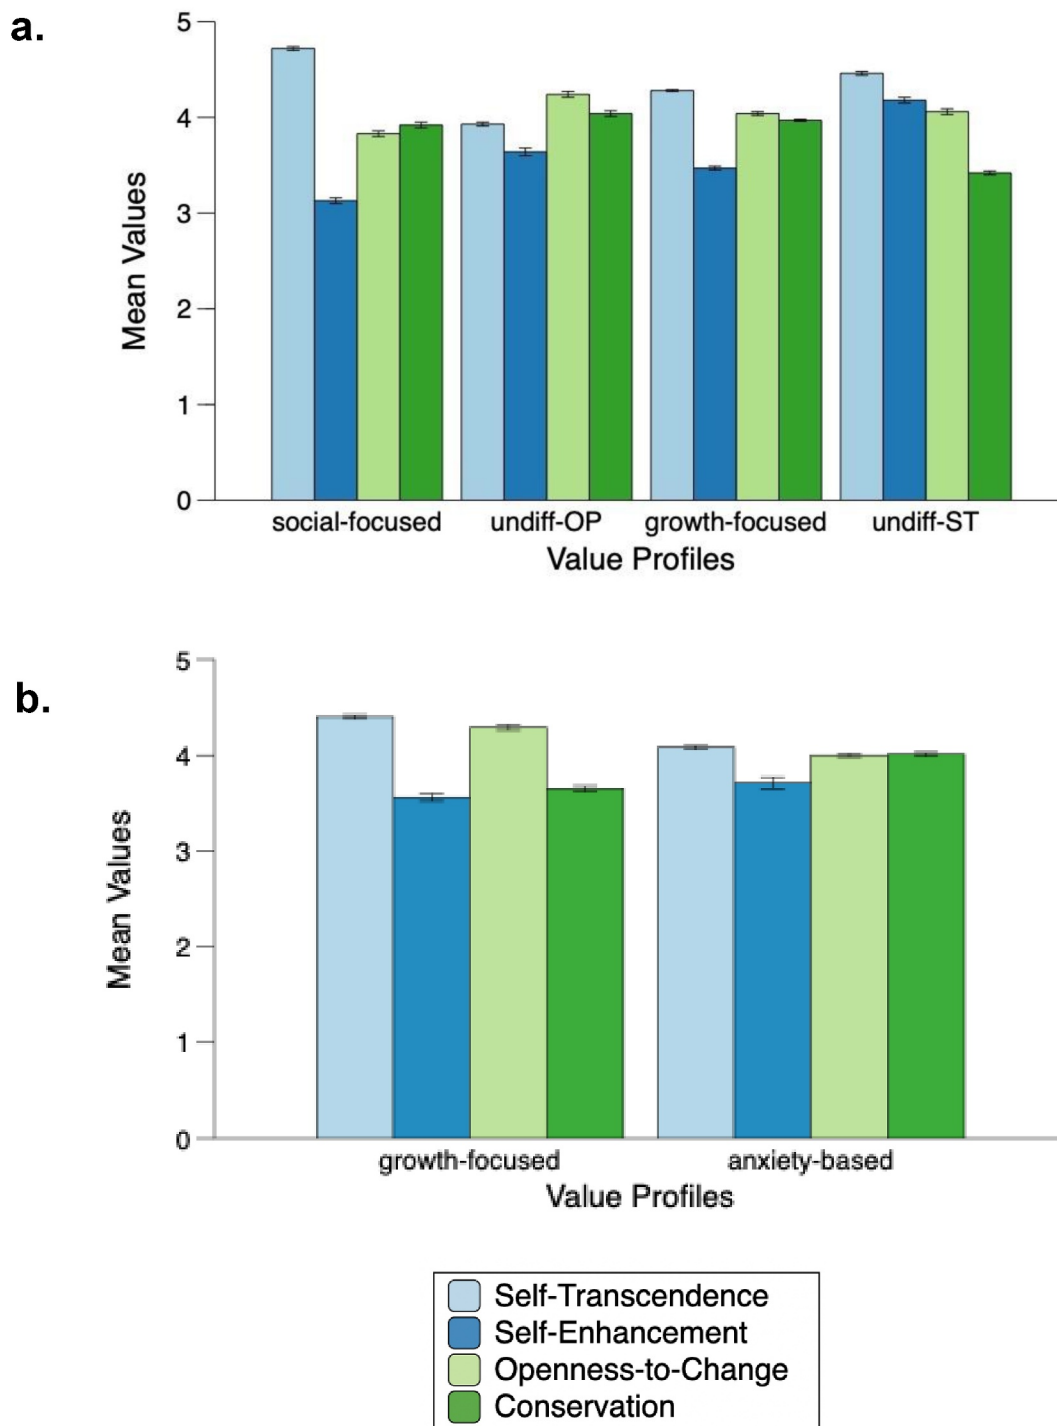 a.
5
4
3
2
1
0
Mean Values
social-focused undiff-OP growth-focused undiff-ST
Value Profiles
b.
5
4
3
2
1
0
Mean Values
growth-focused anxiety-based
Value Profiles
Self-Transcendence
Self-Enhancement
Openness-to-Change
Conservation